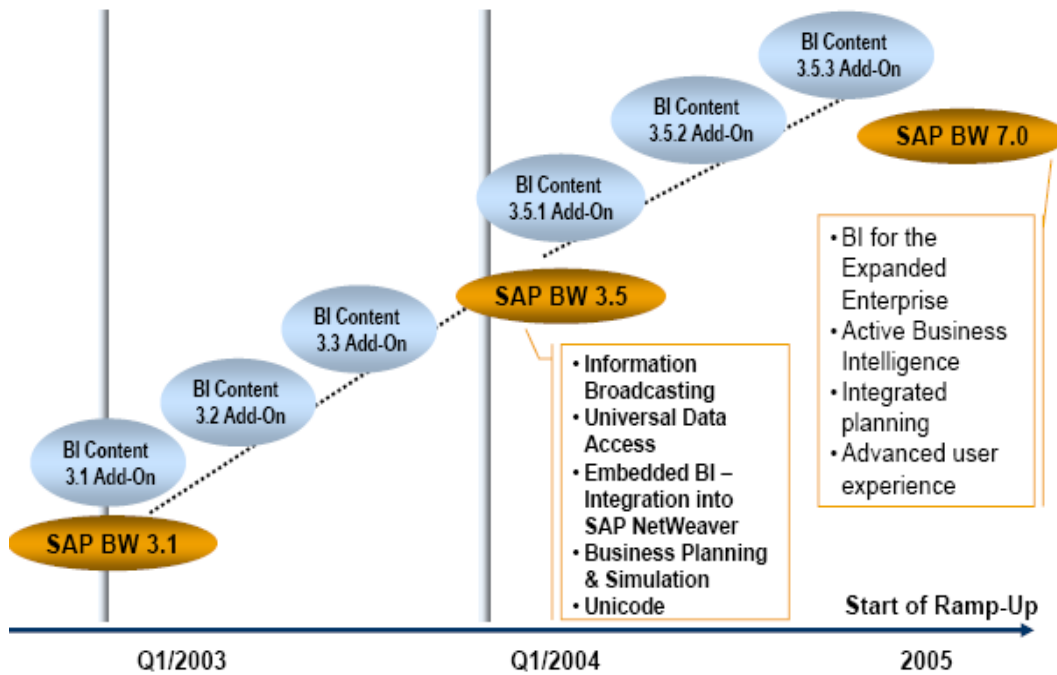 BI Content
3.5.3 Add-On
BI Content
3.5.2 Add-On
SAP BW 7.0
BI Content
3.5.1 Add-On
• BI for the
Expanded
Enterprise
• Active Business
Intelligence
• Integrated
planning
• Advanced user
experience
SAP BW 3.5
BI Content
3.3 Add-On
• Information
Broadcasting
• Universal Data
Access
• Embedded BI –
Integration into
SAP NetWeaver
• Business Planning
& Simulation
• Unicode
BI Content
3.2 Add-On
BI Content
3.1 Add-On
SAP BW 3.1
Start of Ramp-Up
Q1/2003
Q1/2004
2005